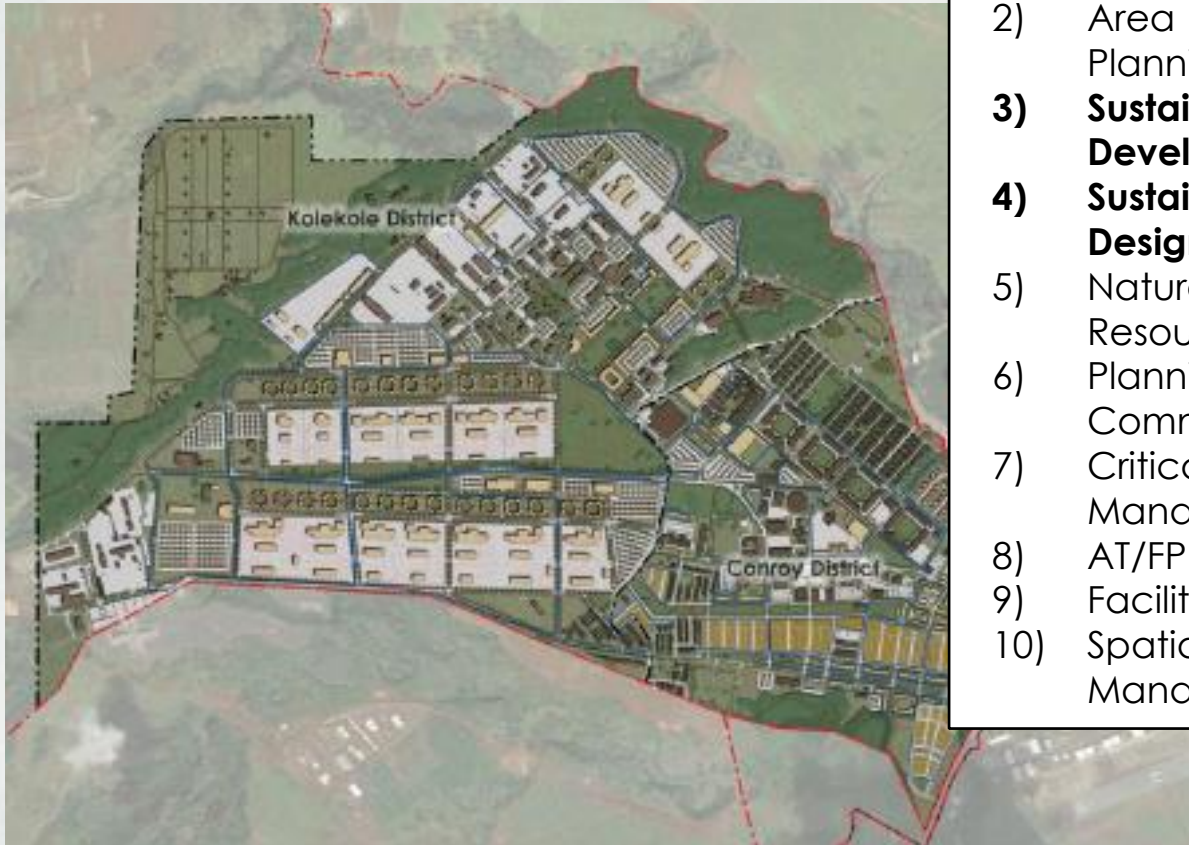 Kolekole District
Conroy District
2) Area
Planni
3) Sustai
Devel
4) Sustai
Desig
5) Natur
Resou
6) Planni
Comm
7) Critica
Mana
8) AT/FP
9) Facilit
10) Spatia
Mana